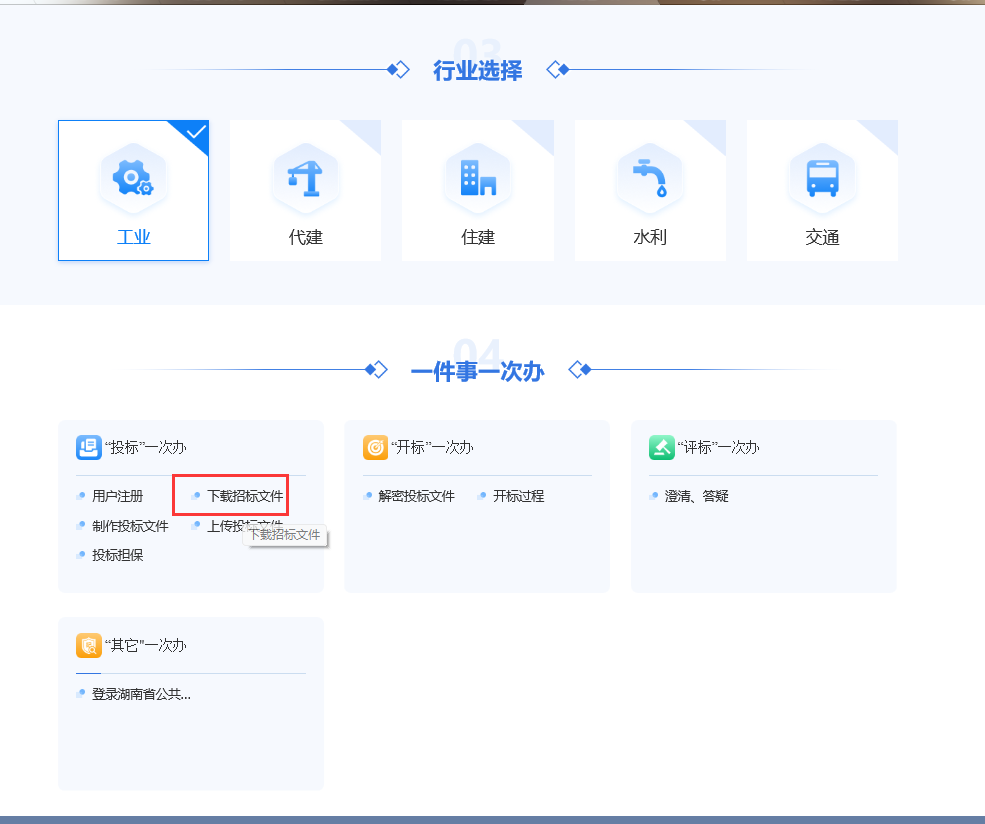 03
行业选择
工业
代建
住建
水利
交通
04
一件事一次办
“投标”一次办
用户注册
下载招标文件
制作投标文件
上传投标文件
下载招标文件
投标担保
“开标”一次办
解密投标文件
开标过程
“评标”一次办
澄清、答疑
“其它"一次办
登录湖南省公共...